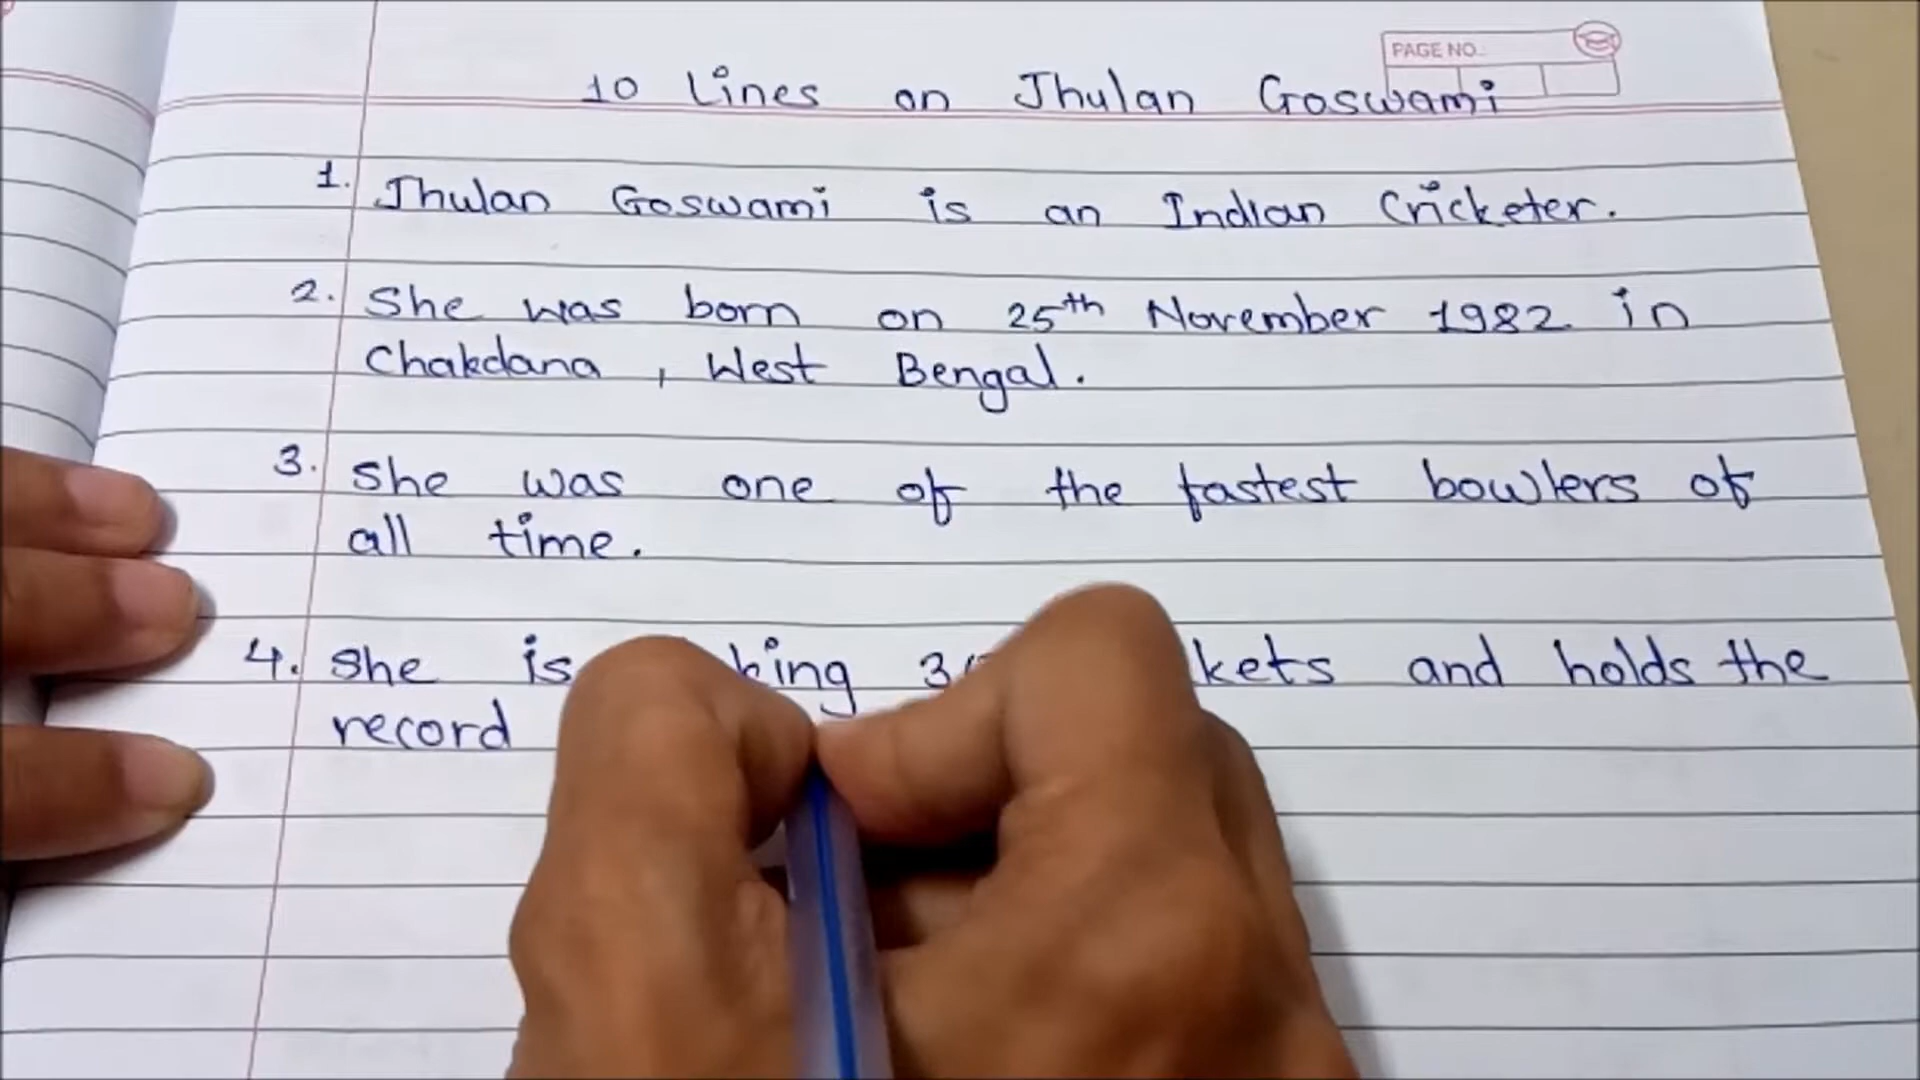 PAGE NO.
10 Lines on Jhulan Goswami
1. Jhulan Goswami is an Indian Cricketer.
2. She was born on 25th November 1982 in
Chakdana, West Bengal.
3. She was one of the fastest bowlers of
all time.
4. She is and holds the
record